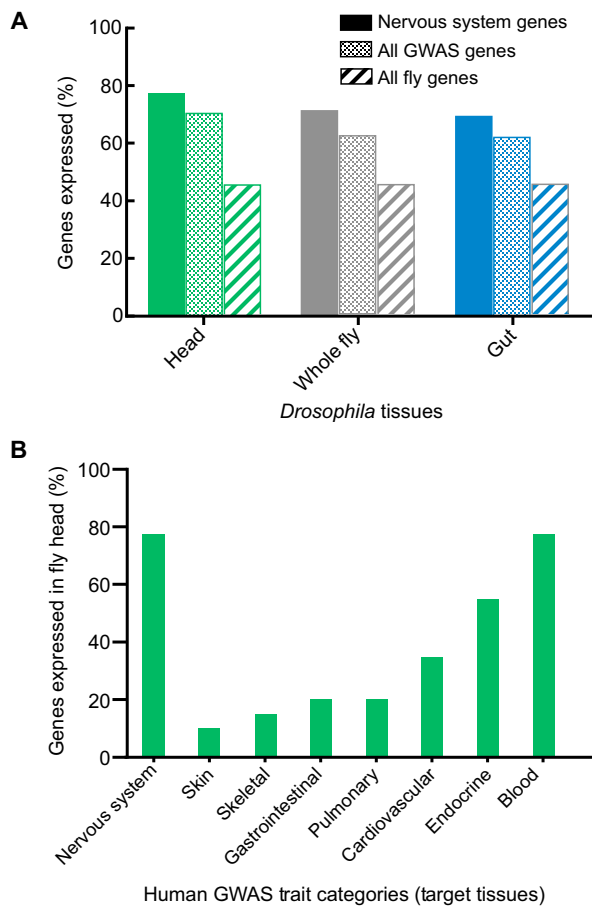 A
Nervous system genes
All GWAS genes
All fly genes
Genes expressed (%)
100
80
60
40
20
0
Head
Whole fly
Gut
Drosophila tissues
B
Genes expressed in fly head (%)
100
80
60
40
20
0
Nervous system
Skin
Skeletal
Gastrointestinal
Pulmonary
Cardiovascular
Endocrine
Blood
Human GWAS trait categories (target tissues)